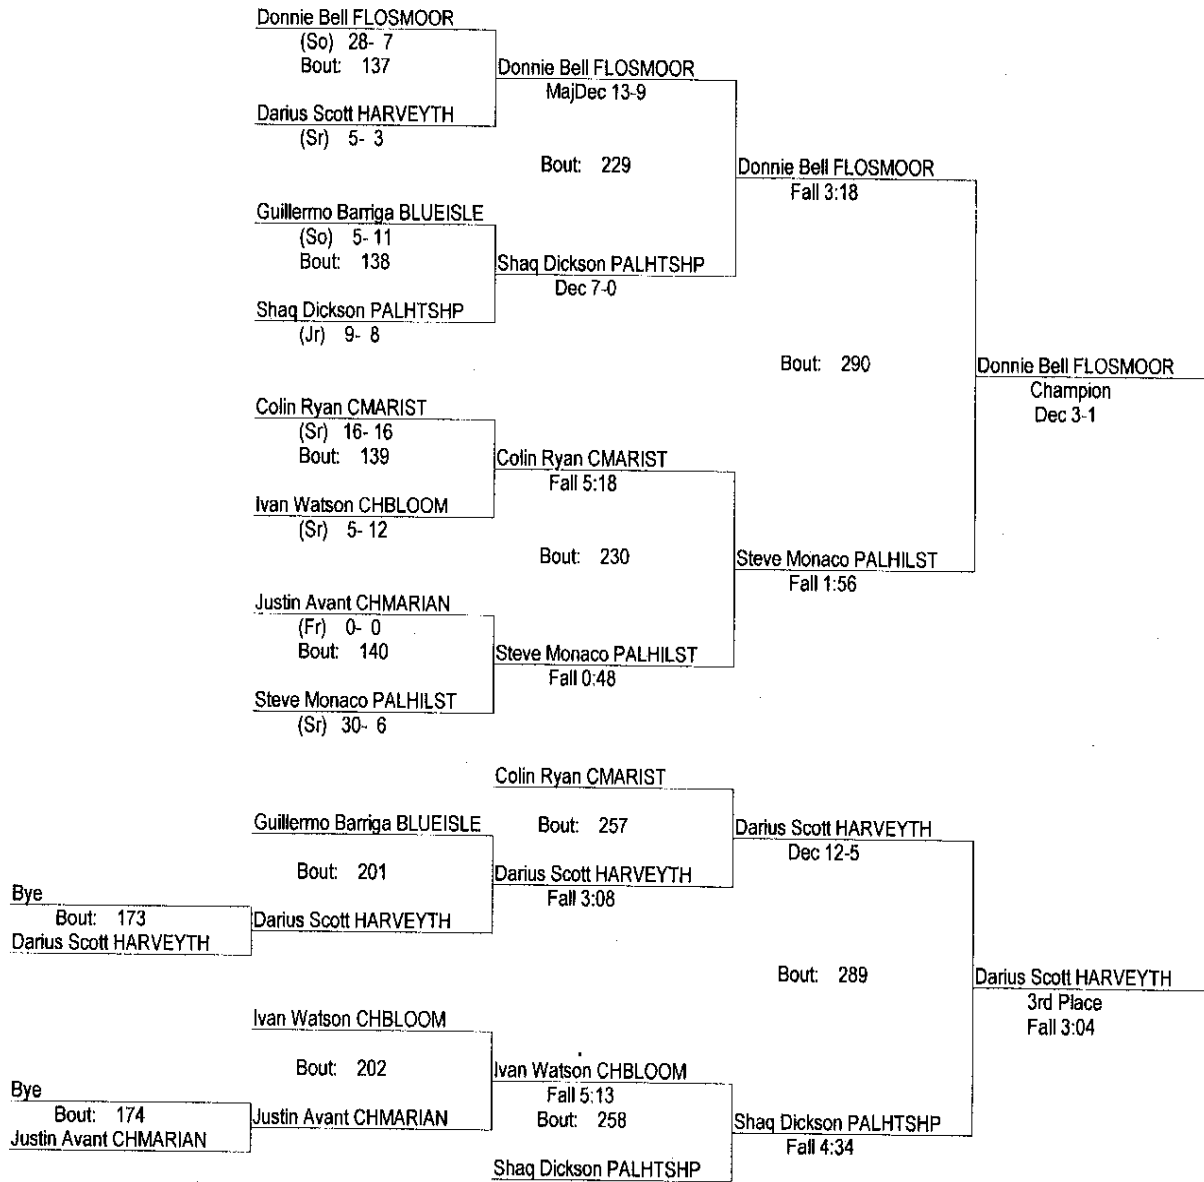 Donnie Bell FLOSMOOR
(So) 28- 7
Bout: 137
Donnie Bell FLOSMOOR
MajDec 13-9
Darius Scott HARVEYTH
(Sr) 5- 3
Bout: 229
Donnie Bell FLOSMOOR
Fall 3:18
Guillermo Barriga BLUEISLE
(So) 5- 11
Bout: 138
Shaq Dickson PALHTSHP
Dec 7-0
Shaq Dickson PALHTSHP
(Jr) 9- 8
Bout: 290
Donnie Bell FLOSMOOR
Champion
Dec 3-1
Colin Ryan CMARIST
(Sr) 16- 16
Bout: 139
Colin Ryan CMARIST
Fall 5:18
Ivan Watson CHBLOOM
(Sr) 5- 12
Bout: 230
Steve Monaco PALHILST
Fall 1:56
Justin Avant CHMARIAN
(Fr) 0- 0
Bout: 140
Steve Monaco PALHILST
Fall 0:48
Steve Monaco PALHILST
(Sr) 30- 6
Colin Ryan CMARIST
Guillermo Barriga BLUEISLE
Bout: 257
Darius Scott HARVEYTH
Dec 12-5
Bout: 201
Darius Scott HARVEYTH
Fall 3:08
Bye
Bout: 173
Darius Scott HARVEYTH
Darius Scott HARVEYTH
Bout: 289
Darius Scott HARVEYTH
3rd Place
Fall 3:04
Ivan Watson CHBLOOM
Bout: 202
Ivan Watson CHBLOOM
Fall 5:13
Bye
Bout: 174
Justin Avant CHMARIAN
Justin Avant CHMARIAN
Bout: 258
Shaq Dickson PALHTSHP
Fall 4:34
Shaq Dickson PALHTSHP